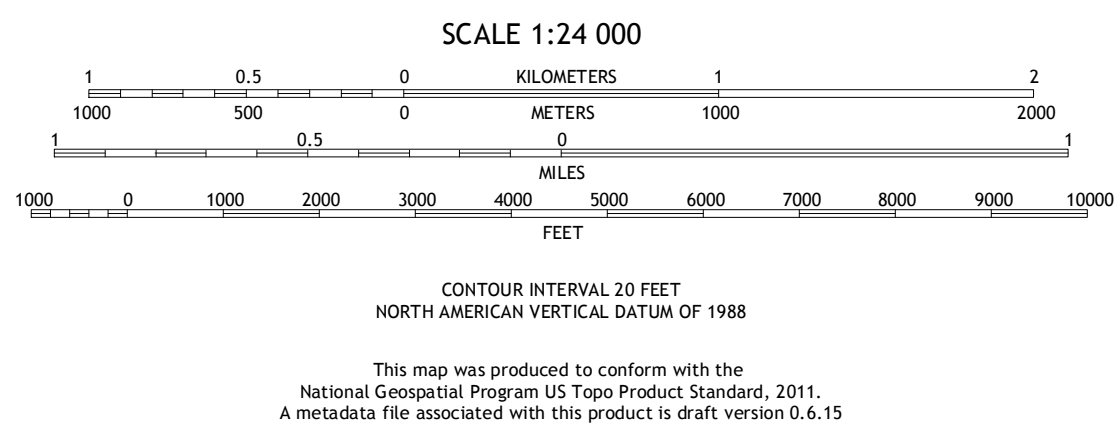 SCALE 1:24 000
1 0.5 0 KILOMETERS 1 2
1000 500 0 METERS 1000 2000
1 0.5 0 1
MILES
1000 0 1000 2000 3000 4000 5000 6000 7000 8000 9000 10000
FEET
CONTOUR INTERVAL 20 FEET
NORTH AMERICAN VERTICAL DATUM OF 1988
This map was produced to conform with the
National Geospatial Program US Topo Product Standard, 2011.
A metadata file associated with this product is draft version 0.6.15